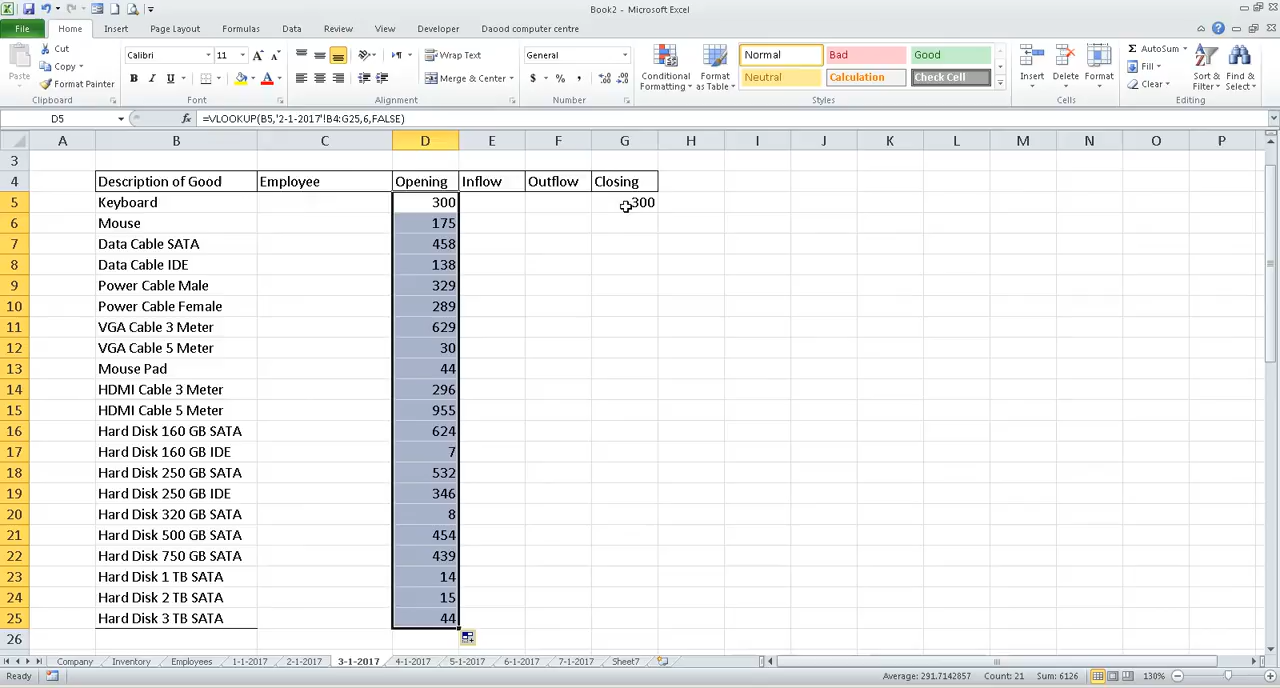 Book2 - Microsoft Excel
File Home Insert Page Layout Formulas Data Review View Developer Daood computer centre
Paste
Cut
Copy
Format Painter
Calibri 11
B I U
A A A
Wrap Text
Merge & Center
General
$ % ,
Conditional Formatting
Format as Table
Normal Bad Good
Neutral Calculation Check Cell
Insert Delete Format
Σ AutoSum
Fill
Clear
Sort & Filter
Find & Select
Clipboard Font Alignment Number Styles Cells Editing
D5 fx =VLOOKUP(B5,'2-1-2017'!B4:G25,6,FALSE)
A B C D E F G H I J K L M N O P
3
4 Description of Good Employee Opening Inflow Outflow Closing
5 Keyboard 300 300
6 Mouse 175
7 Data Cable SATA 458
8 Data Cable IDE 138
9 Power Cable Male 329
10 Power Cable Female 289
11 VGA Cable 3 Meter 629
12 VGA Cable 5 Meter 30
13 Mouse Pad 44
14 HDMI Cable 3 Meter 296
15 HDMI Cable 5 Meter 955
16 Hard Disk 160 GB SATA 624
17 Hard Disk 160 GB IDE 7
18 Hard Disk 250 GB SATA 532
19 Hard Disk 250 GB IDE 346
20 Hard Disk 320 GB SATA 8
21 Hard Disk 500 GB SATA 454
22 Hard Disk 750 GB SATA 439
23 Hard Disk 1 TB SATA 14
24 Hard Disk 2 TB SATA 15
25 Hard Disk 3 TB SATA 44
26
Company Inventory Employees 1-1-2017 2-1-2017 3-1-2017 4-1-2017 5-1-2017 6-1-2017 7-1-2017 Sheet7
Ready Average: 291.7142857 Count: 21 Sum: 6126 130%